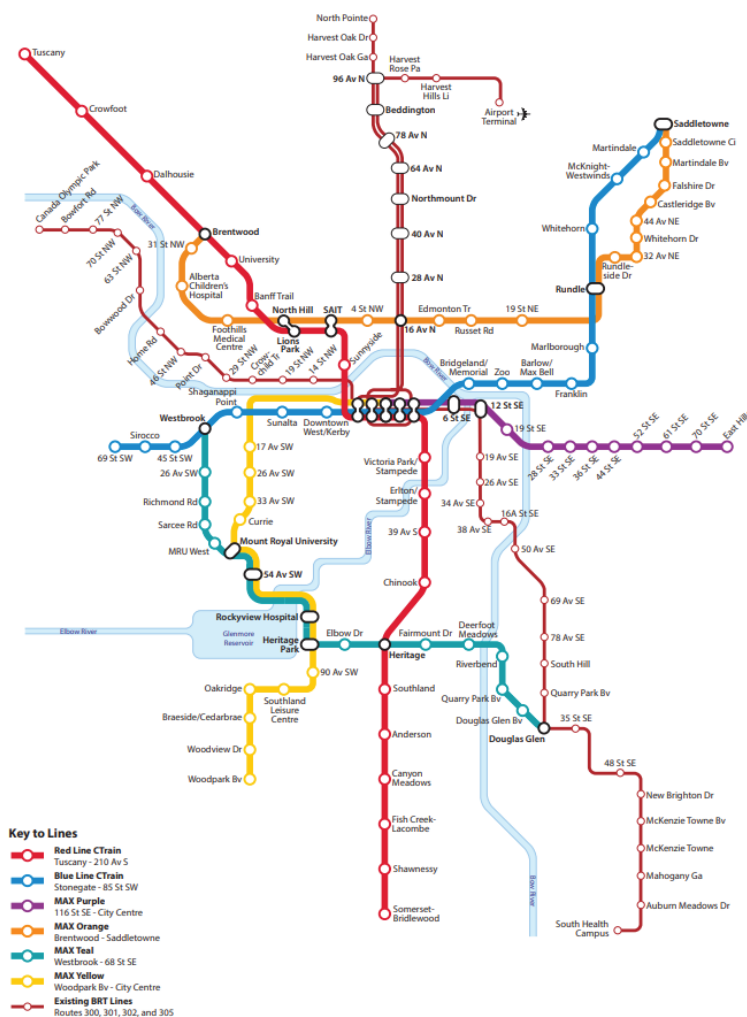 North Pointe
Harvest Oak Dr
Harvest Oak Ga
Harvest
Rose Pa
96 Av N
Harvest
Hills Li
Airport
Terminal
Beddington
78 Av N
64 Av N
Northmount Dr
40 Av N
28 Av N
Tuscany
Crowfoot
Dalhousie
Brentwood
University
Banff Trail
Canada Olympic Park
Bowfort Rd
77 St NW
70 St NW
63 St NW
Bow River
Bowwood Dr
Home Rd
46 St NW
Point Dr
29 St NW
Crow-
child Tr
19 St NW
14 St NW
31 St NW
Alberta
Children's
Hospital
Foothills
Medical
Centre
North Hill
Lions
Park
SAIT
4 St NW
16 Av N
Edmonton Tr
Russet Rd
19 St NE
Sunnyside
Saddletowne
Martindale
McKnight-
Westwinds
Whitehorn
Saddletowne Ci
Martindale Bv
Falshire Dr
Castleridge Bv
44 Av NE
Whitehorn Dr
32 Av NE
Rundle-
side Dr
Rundle
Marlborough
Franklin
Barlow/
Max Bell
Zoo
Bridgeland/
Memorial
Bow River
Shaganappi
Point
Westbrook
Sunalta
Downtown
West/Kerby
69 St SW
Sirocco
45 St SW
6 St SE
12 St SE
19 St SE
28 St SE
33 St SE
36 St SE
44 St SE
52 St SE
61 St SE
70 St SE
East Hill
26 Av SW
Richmond Rd
Sarcee Rd
MRU West
17 Av SW
26 Av SW
33 Av SW
Currie
Mount Royal University
54 Av SW
Rockyview Hospital
Heritage
Park
Elbow River
Glenmore
Reservoir
Elbow River
Victoria Park/
Stampede
Erlton/
Stampede
39 Av S
Chinook
19 Av SE
26 Av SE
34 Av SE
38 Av SE
16A St SE
50 Av SE
69 Av SE
78 Av SE
South Hill
Quarry Park Bv
Elbow Dr
Heritage
Fairmount Dr
Deerfoot
Meadows
Riverbend
Quarry Park Bv
Douglas Glen Bv
Douglas Glen
35 St SE
48 St SE
New Brighton Dr
McKenzie Towne Bv
McKenzie Towne
Mahogany Ga
Auburn Meadows Dr
South Health
Campus
Bow River
90 Av SW
Southland
Leisure
Centre
Oakridge
Braeside/Cedarbrae
Woodview Dr
Woodpark Bv
Southland
Anderson
Canyon
Meadows
Fish Creek-
Lacombe
Shawnessy
Somerset-
Bridlewood
Key to Lines
Red Line CTrain
Tuscany - 210 Av S
Blue Line CTrain
Stonegate - 85 St SW
MAX Purple
116 St SE - City Centre
MAX Orange
Brentwood - Saddletowne
MAX Teal
Westbrook - 68 St SE
MAX Yellow
Woodpark Bv - City Centre
Existing BRT Lines
Routes 300, 301, 302, and 305